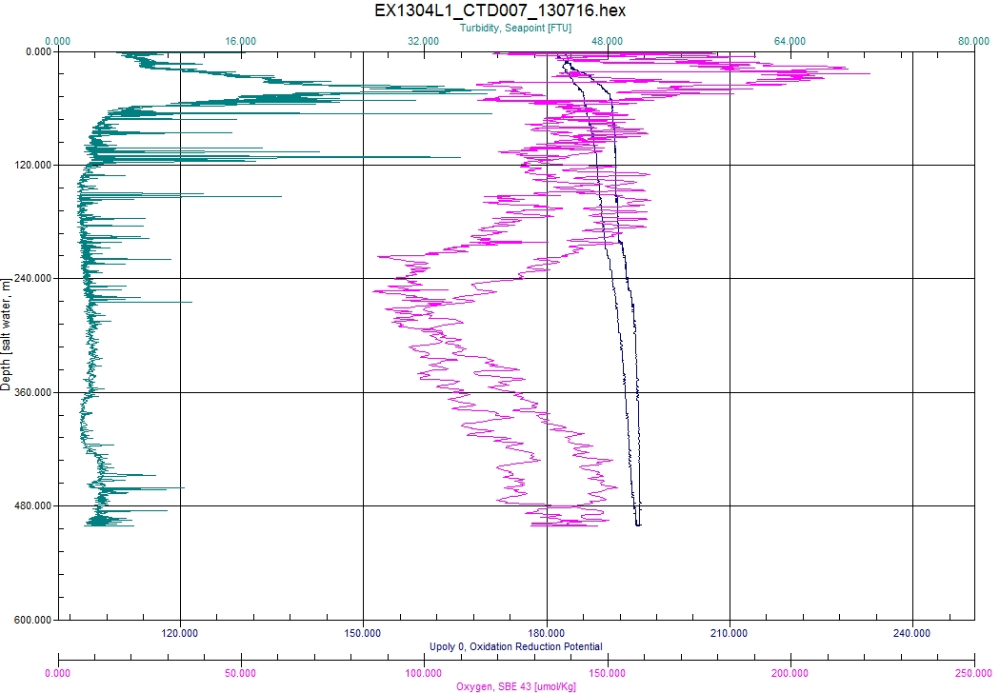 EX1304L1_CTD007_130716.hex
Turbidity, Seapoint [FTU]
0.000 16.000 32.000 48.000 64.000 80.000
0.000
120.000
240.000
Depth [salt water, m]
360.000
480.000
600.000
120.000 150.000 180.000 210.000 240.000
Upoly 0, Oxidation Reduction Potential
0.000 50.000 100.000 150.000 200.000 250.000
Oxygen, SBE 43 [umol/Kg]